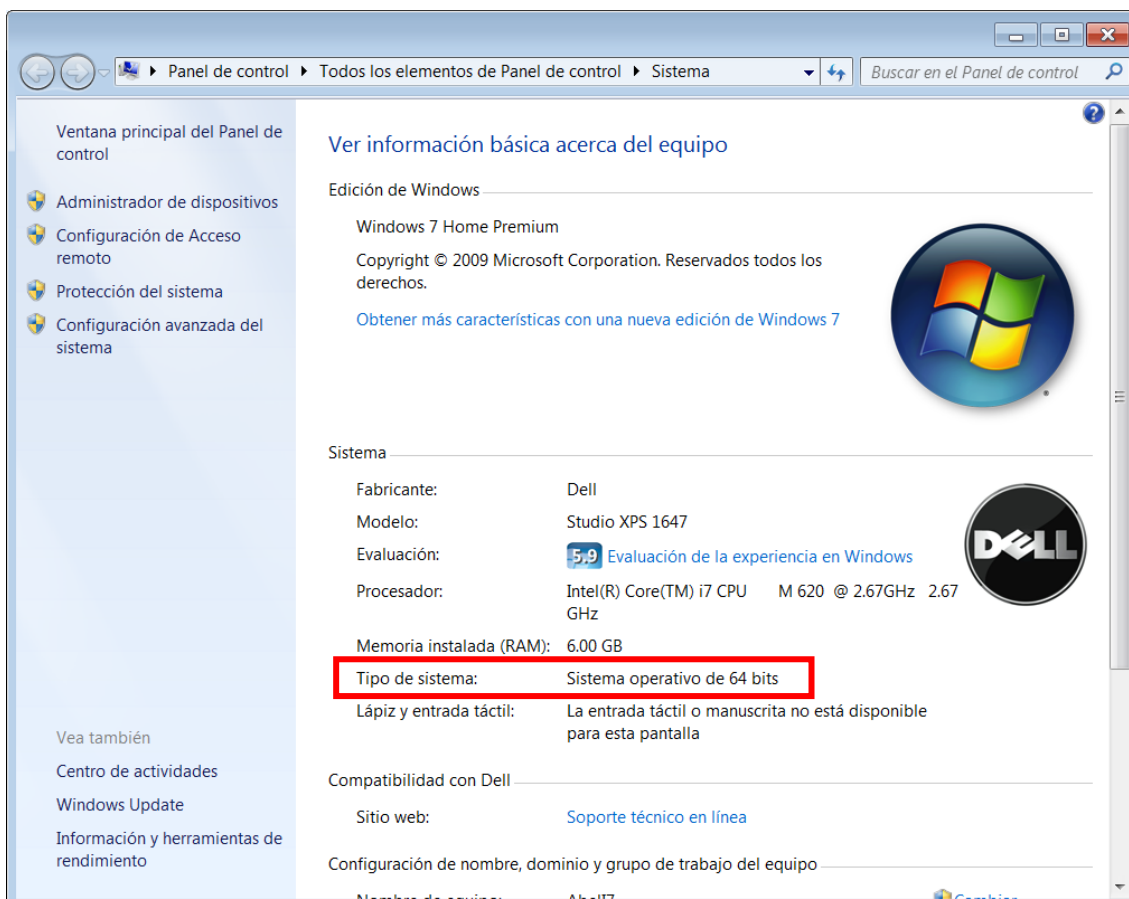 Panel de control ▸ Todos los elementos de Panel de control ▸ Sistema
Buscar en el Panel de control
Ventana principal del Panel de
control
Administrador de dispositivos
Configuración de Acceso
remoto
Protección del sistema
Configuración avanzada del
sistema
Vea también
Centro de actividades
Windows Update
Información y herramientas de
rendimiento
Ver información básica acerca del equipo
Edición de Windows
Windows 7 Home Premium
Copyright © 2009 Microsoft Corporation. Reservados todos los
derechos.
Obtener más características con una nueva edición de Windows 7
Sistema
Fabricante: Dell
Modelo: Studio XPS 1647
Evaluación: 5,9 Evaluación de la experiencia en Windows
Procesador: Intel(R) Core(TM) i7 CPU M 620 @ 2.67GHz 2.67
GHz
DELL
Memoria instalada (RAM): 6.00 GB
Tipo de sistema: Sistema operativo de 64 bits
Lápiz y entrada táctil: La entrada táctil o manuscrita no está disponible
para esta pantalla
Compatibilidad con Dell
Sitio web: Soporte técnico en línea
Configuración de nombre, dominio y grupo de trabajo del equipo
Nombre de equipo: AbelI7 Cambiar